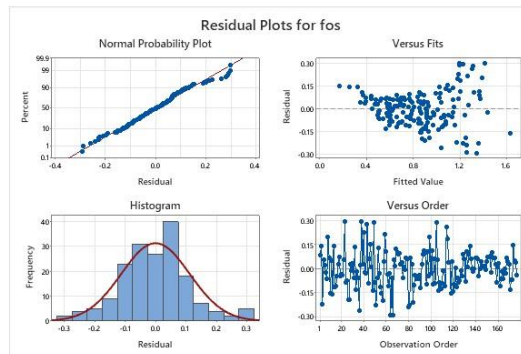 Residual Plots for fos
Normal Probability Plot
99.9
99
90
50
10
1
0.1
Percent
-0.4 -0.2 0.0 0.2 0.4
Residual
Versus Fits
0.30
0.15
0.00
-0.15
-0.30
Residual
0.0 0.4 0.8 1.2 1.6
Fitted Value
Histogram
40
30
20
10
0
Frequency
-0.3 -0.2 -0.1 0.0 0.1 0.2 0.3
Residual
Versus Order
0.30
0.15
0.00
-0.15
-0.30
Residual
1 20 40 60 80 100 120 140 160
Observation Order